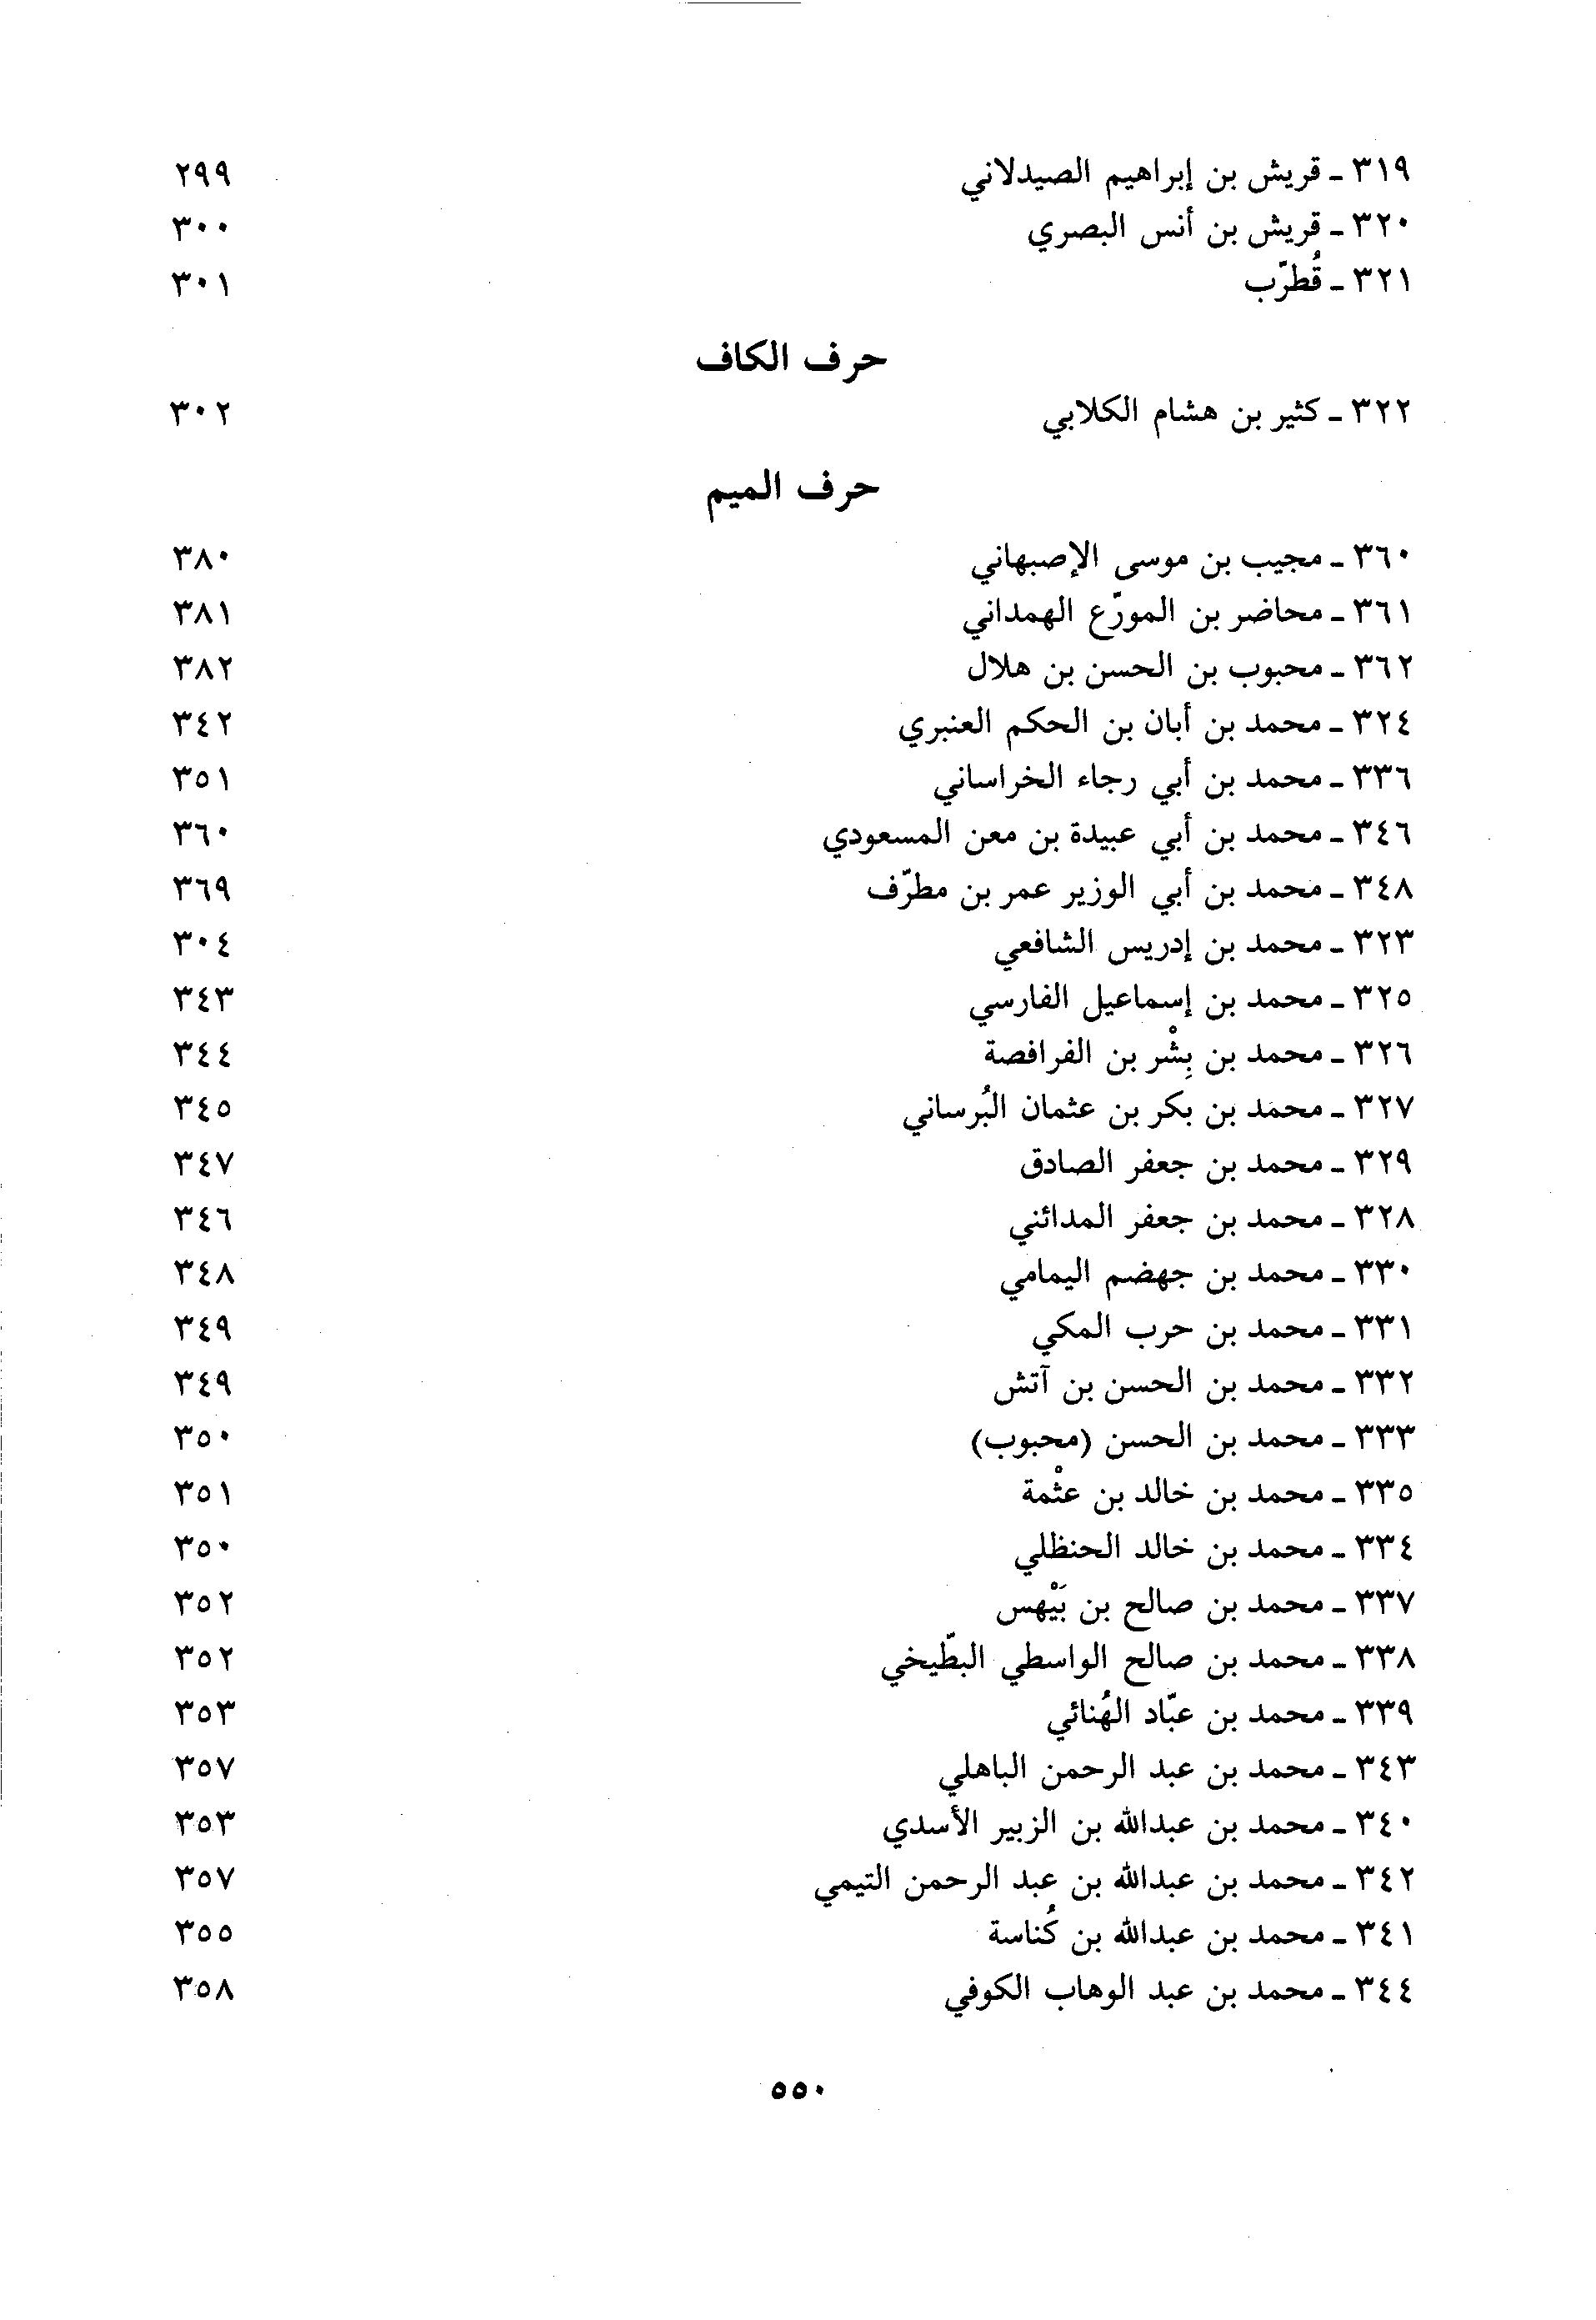 ٣١٩ ـ قريش بن إبراهيم الصيدلاني ٢٩٩
٣٢٠ ـ قريش بن أنس البصري ٣٠٠
٣٢١ ـ قُطرّب ٣٠١
حرف الكاف
٣٢٢ ـ كثير بن هشام الكلابي ٣٠٢
حرف الميم
٣٦٠ ـ مجيب بن موسى الإصبهاني ٣٨٠
٣٦١ ـ محاضر بن المورّع الهمداني ٣٨١
٣٦٢ ـ محبوب بن الحسن بن هلال ٣٨٢
٣٢٤ ـ محمد بن أبان بن الحكم العنبري ٣٤٢
٣٣٦ ـ محمد بن أبي رجاء الخراساني ٣٥١
٣٤٦ ـ محمد بن أبي عبيدة بن معن المسعودي ٣٦٠
٣٤٨ ـ محمد بن أبي الوزير عمر بن مطرّف ٣٦٩
٣٢٣ ـ محمد بن إدريس الشافعي ٣٠٤
٣٢٥ ـ محمد بن إسماعيل الفارسي ٣٤٣
٣٢٦ ـ محمد بن بِشْر بن الفرافصة ٣٤٤
٣٢٧ ـ محمد بن بكر بن عثمان البُرساني ٣٤٥
٣٢٩ ـ محمد بن جعفر الصادق ٣٤٧
٣٢٨ ـ محمد بن جعفر المدائني ٣٤٦
٣٣٠ ـ محمد بن جهضم اليمامي ٣٤٨
٣٣١ ـ محمد بن حرب المكي ٣٤٩
٣٣٢ ـ محمد بن الحسن بن آتش ٣٤٩
٣٣٣ ـ محمد بن الحسن (محبوب) ٣٥٠
٣٣٥ ـ محمد بن خالد بن عثْمة ٣٥١
٣٣٤ ـ محمد بن خالد الحنظلي ٣٥٠
٣٣٧ ـ محمد بن صالح بن بَيْهس ٣٥٢
٣٣٨ ـ محمد بن صالح الواسطي البطّيخي ٣٥٢
٣٣٩ ـ محمد بن عبّاد الهُنائي ٣٥٣
٣٤٣ ـ محمد بن عبد الرحمن الباهلي ٣٥٧
٣٤٠ ـ محمد بن عبدالله بن الزبير الأسدي ٣٥٣
٣٤٢ ـ محمد بن عبدالله بن عبد الرحمن التيمي ٣٥٧
٣٤١ ـ محمد بن عبدالله بن كُناسة ٣٥٥
٣٤٤ ـ محمد بن عبد الوهاب الكوفي ٣٥٨
٥٥٠